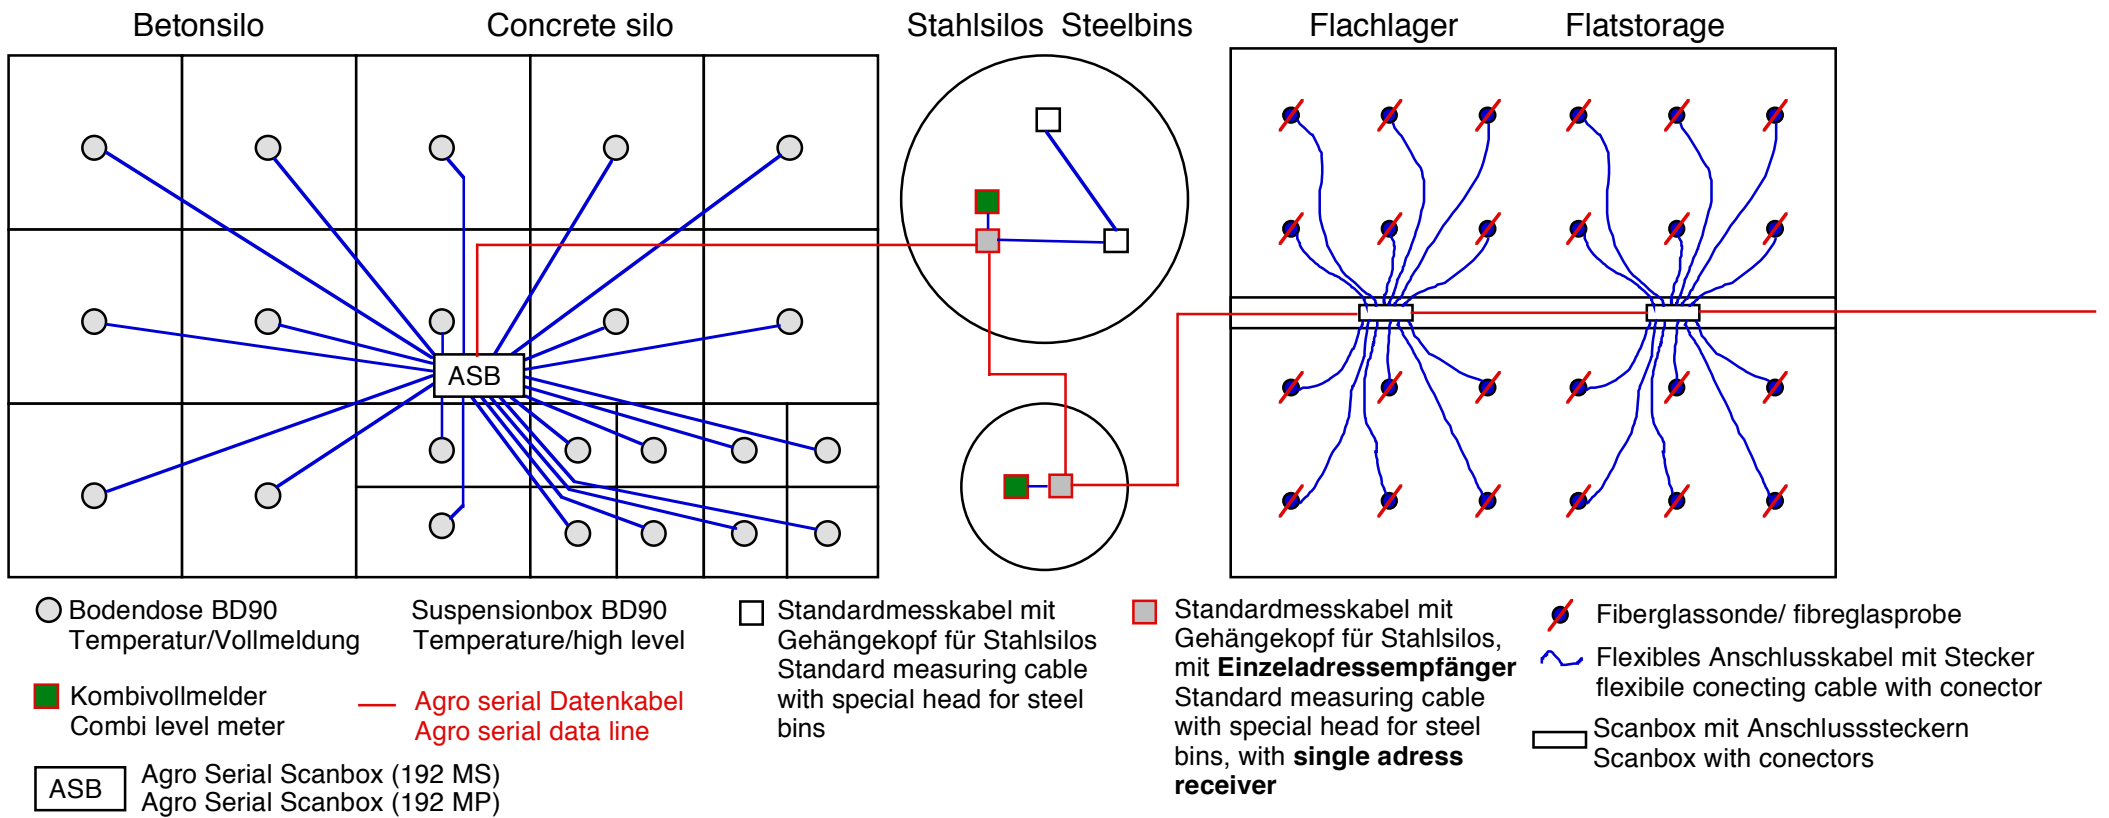 Betonsilo
Concrete silo
Stahlsilos Steelbins
Flachlager
Flatstorage
ASB
Bodendose BD90
Temperatur/Vollmeldung
Suspensionbox BD90
Temperature/high level
Kombivollmelder
Combi level meter
Agro serial Datenkabel
Agro serial data line
ASB
Agro Serial Scanbox (192 MS)
Agro Serial Scanbox (192 MP)
Standardmesskabel mit
Gehängekopf für Stahlsilos
Standard measuring cable
with special head for steel
bins
Standardmesskabel mit
Gehängekopf für Stahlsilos,
mit Einzeladressempfänger
Standard measuring cable
with special head for steel
bins, with single adress
receiver
Fiberglassonde/ fibreglasprobe
Flexibles Anschlusskabel mit Stecker
flexibile conecting cable with conector
Scanbox mit Anschlusssteckern
Scanbox with conectors